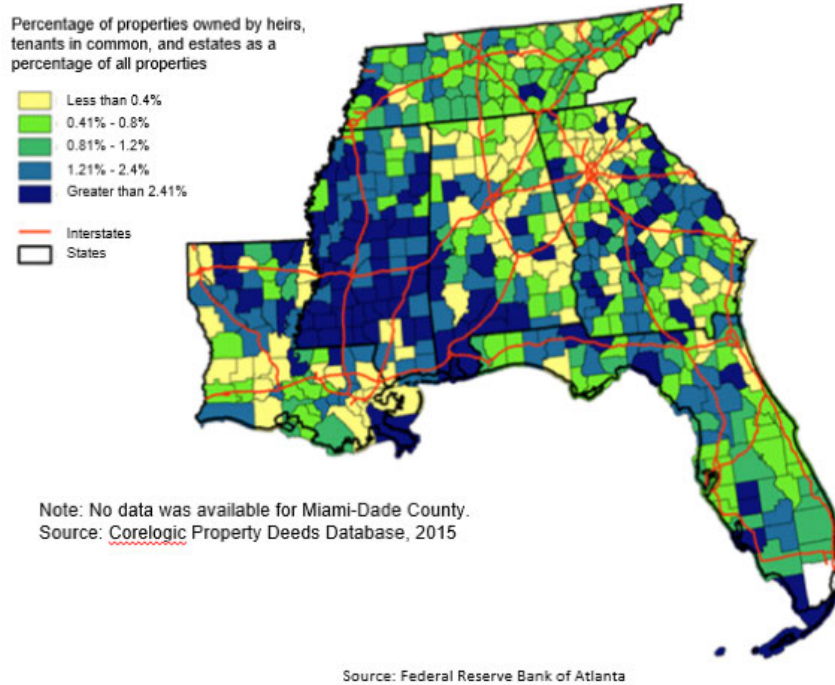 Percentage of properties owned by heirs,
tenants in common, and estates as a
percentage of all properties
Less than 0.4%
0.41% - 0.8%
0.81% - 1.2%
1.21% - 2.4%
Greater than 2.41%
Interstates
States
Note: No data was available for Miami-Dade County.
Source: Corelogic Property Deeds Database, 2015
Source: Federal Reserve Bank of Atlanta